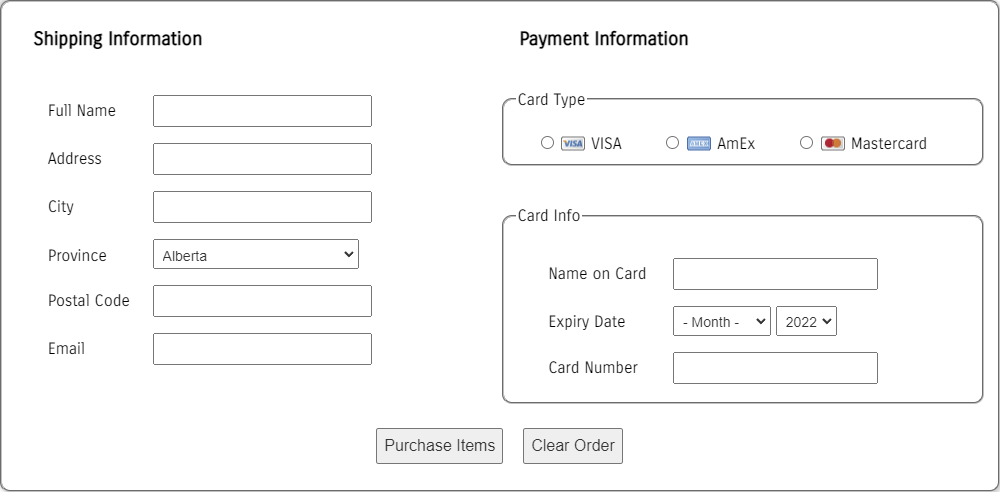 Shipping Information
Full Name
Address
City
Province Alberta
Postal Code
Email
Payment Information
Card Type
VISA VISA AMEX AmEx Mastercard
Card Info
Name on Card
Expiry Date - Month - 2022
Card Number
Purchase Items Clear Order